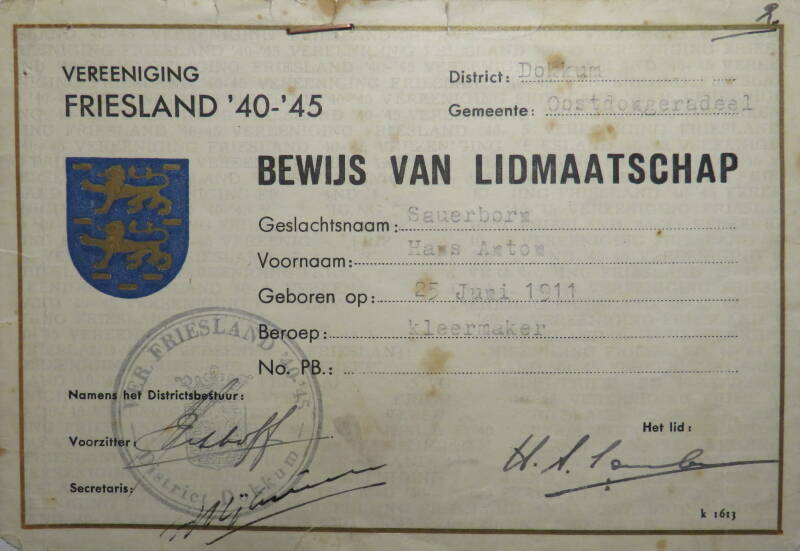 VEREENIGING
FRIESLAND '40-'45
District: Dokkum
Gemeente: Oostdongeradeel
BEWIJS VAN LIDMAATSCHAP
Geslachtsnaam: Sauerborn
Voornaam: Hans Anton
Geboren op: 25 Juni 1911
Beroep: kleermaker
No. PB.:
VER. FRIESLAND '40-'45
District Dokkum
Namens het Districtsbestuur:
Voorzitter:
Secretaris:
Het lid:
k 1613